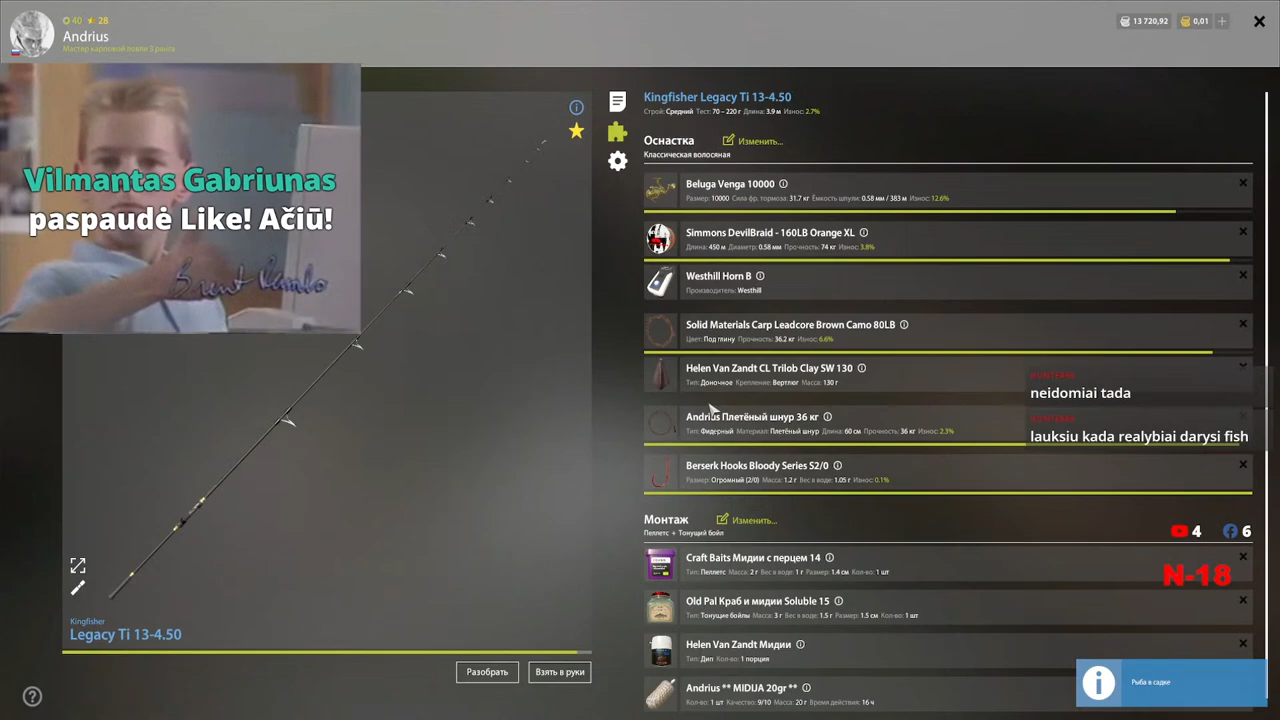 40 28
Andrius
Мастер карповой ловли 3 ранга
13 720,92
0,01
Vilmantas Gabriunas
paspaudė Like! Ačiū!
Kingfisher
Legacy Ti 13-4.50
Разобрать
Взять в руки
Kingfisher Legacy Ti 13-4.50
Строй: Средний Тест: 70 – 220 г Длина: 3.9 м Износ: 2.7%
Оснастка Изменить...
Классическая волосяная
Beluga Venga 10000
Размер: 10000 Сила фр. тормоза: 31.7 кг Ёмкость шпули: 0.58 мм / 383 м Износ: 12.6%
Simmons DevilBraid - 160LB Orange XL
Длина: 450 м Диаметр: 0.58 мм Прочность: 74 кг Износ: 3.8%
Westhill Horn B
Производитель: Westhill
Solid Materials Carp Leadcore Brown Camo 80LB
Цвет: Под глину Прочность: 36.2 кг Износ: 6.6%
Helen Van Zandt CL Trilob Clay SW 130
Тип: Доночное Крепление: Вертлюг Масса: 130 г
Andrius Плетёный шнур 36 кг
Тип: Фидерный Материал: Плетёный шнур Длина: 60 см Прочность: 36 кг Износ: 2.3%
Berserk Hooks Bloody Series S2/0
Размер: Огромный (2/0) Масса: 1.2 г Вес в воде: 1.05 г Износ: 0.1%
neidomiai tada
lauksiu kada realybiai darysi fish
Монтаж Изменить...
Пеллетс + Тонущий бойл
4 6
N-18
Craft Baits Мидии с перцем 14
Тип: Пеллетс Масса: 2 г Вес в воде: 1 г Размер: 1.4 см Кол-во: 1 шт
Old Pal Краб и мидии Soluble 15
Тип: Тонущие бойлы Масса: 3 г Вес в воде: 1.5 г Размер: 1.5 см Кол-во: 1 шт
Helen Van Zandt Мидии
Тип: Дип Кол-во: 1 порция
Andrius ** MIDIJA 20gr **
Кол-во: 1 шт Качество: 9/10 Масса: 20 г Время действия: 16 ч
Рыба в садке